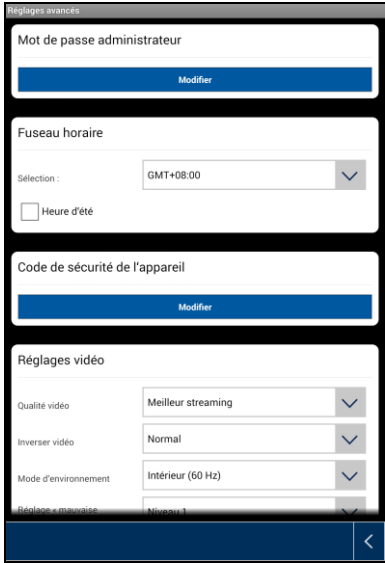 Réglages avancés
Mot de passe administrateur
Modifier
Fuseau horaire
Sélection : GMT+08:00
Heure d'été
Code de sécurité de l'appareil
Modifier
Réglages vidéo
Qualité vidéo Meilleur streaming
Inverser vidéo Normal
Mode d'environnement Intérieur (60 Hz)
Réglage « mauvaise Niveau 1